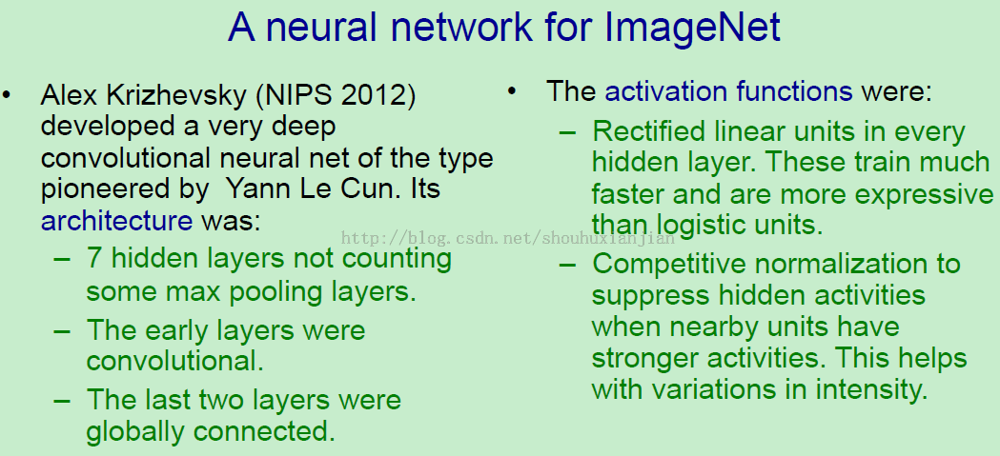 A neural network for ImageNet
• Alex Krizhevsky (NIPS 2012)
developed a very deep
convolutional neural net of the type
pioneered by Yann Le Cun. Its
architecture was:
– 7 hidden layers not counting
some max pooling layers.
– The early layers were
convolutional.
– The last two layers were
globally connected.
• The activation functions were:
– Rectified linear units in every
hidden layer. These train much
faster and are more expressive
than logistic units.
– Competitive normalization to
suppress hidden activities
when nearby units have
stronger activities. This helps
with variations in intensity.
http://blog.csdn.net/shouhuxianjian